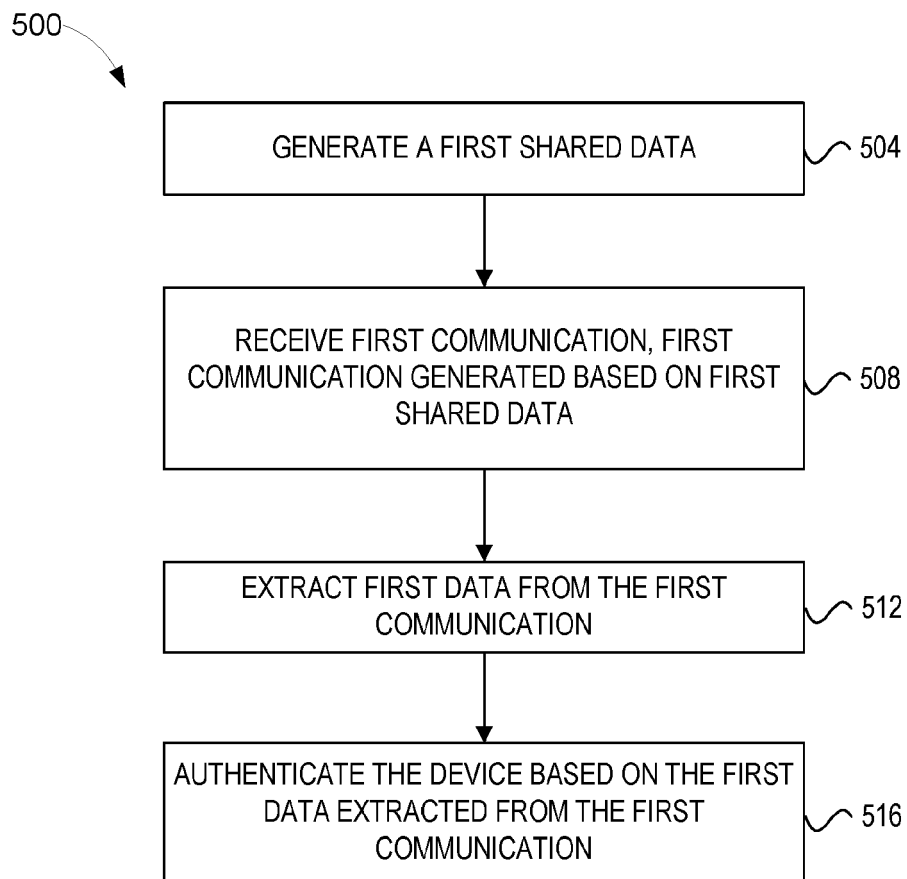 500
GENERATE A FIRST SHARED DATA
504
RECEIVE FIRST COMMUNICATION, FIRST
COMMUNICATION GENERATED BASED ON FIRST
SHARED DATA
508
EXTRACT FIRST DATA FROM THE FIRST
COMMUNICATION
512
AUTHENTICATE THE DEVICE BASED ON THE FIRST
DATA EXTRACTED FROM THE FIRST
COMMUNICATION
516